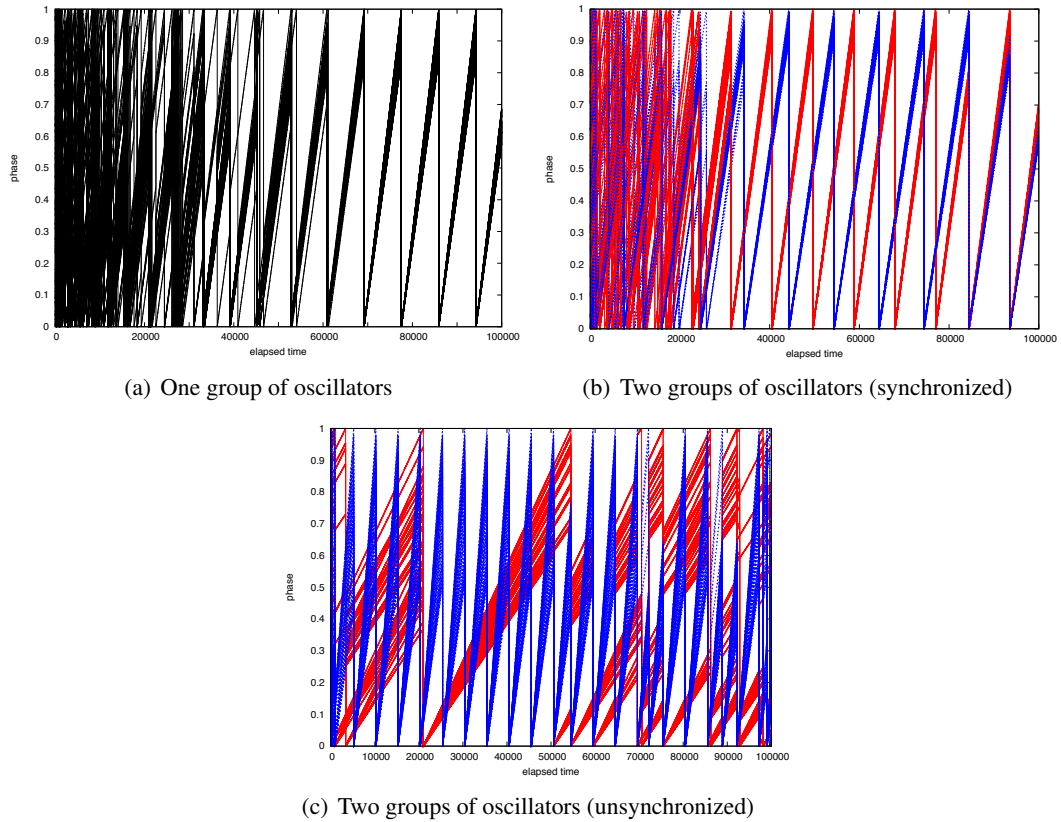 1
0.9
0.8
0.7
0.6
0.5
0.4
0.3
0.2
0.1
0
phase
0 20000 40000 60000 80000 100000
elapsed time
(a) One group of oscillators
1
0.9
0.8
0.7
0.6
0.5
0.4
0.3
0.2
0.1
0
phase
0 20000 40000 60000 80000 100000
elapsed time
(b) Two groups of oscillators (synchronized)
1
0.9
0.8
0.7
0.6
0.5
0.4
0.3
0.2
0.1
0
phase
0 10000 20000 30000 40000 50000 60000 70000 80000 90000 100000
elapsed time
(c) Two groups of oscillators (unsynchronized)